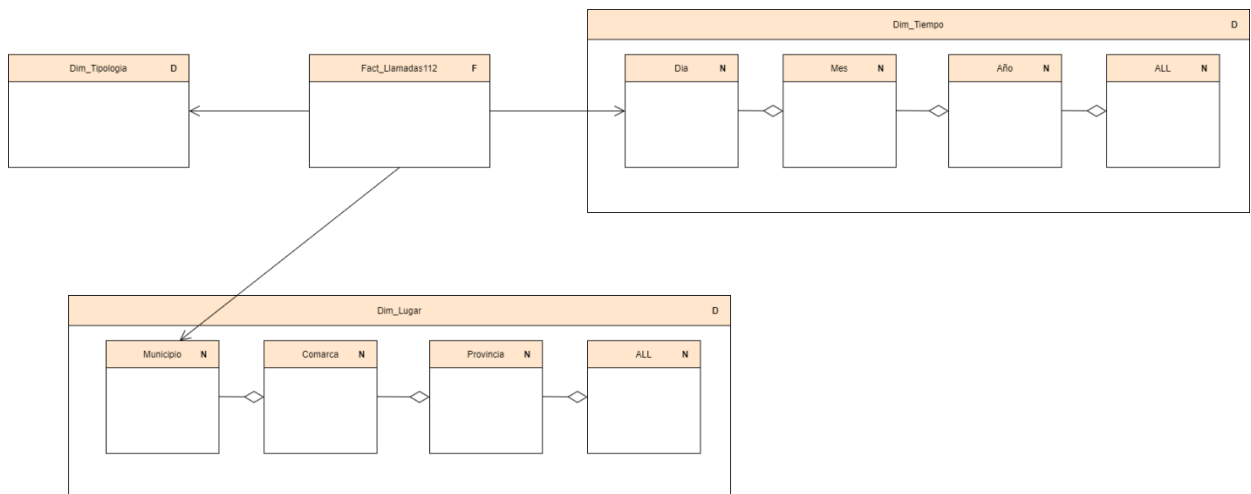 Dim_Tiempo D
Dim_Tipologia D
Fact_Llamadas112 F
Dia N
Mes N
Año N
ALL N
Dim_Lugar D
Municipio N
Comarca N
Provincia N
ALL N